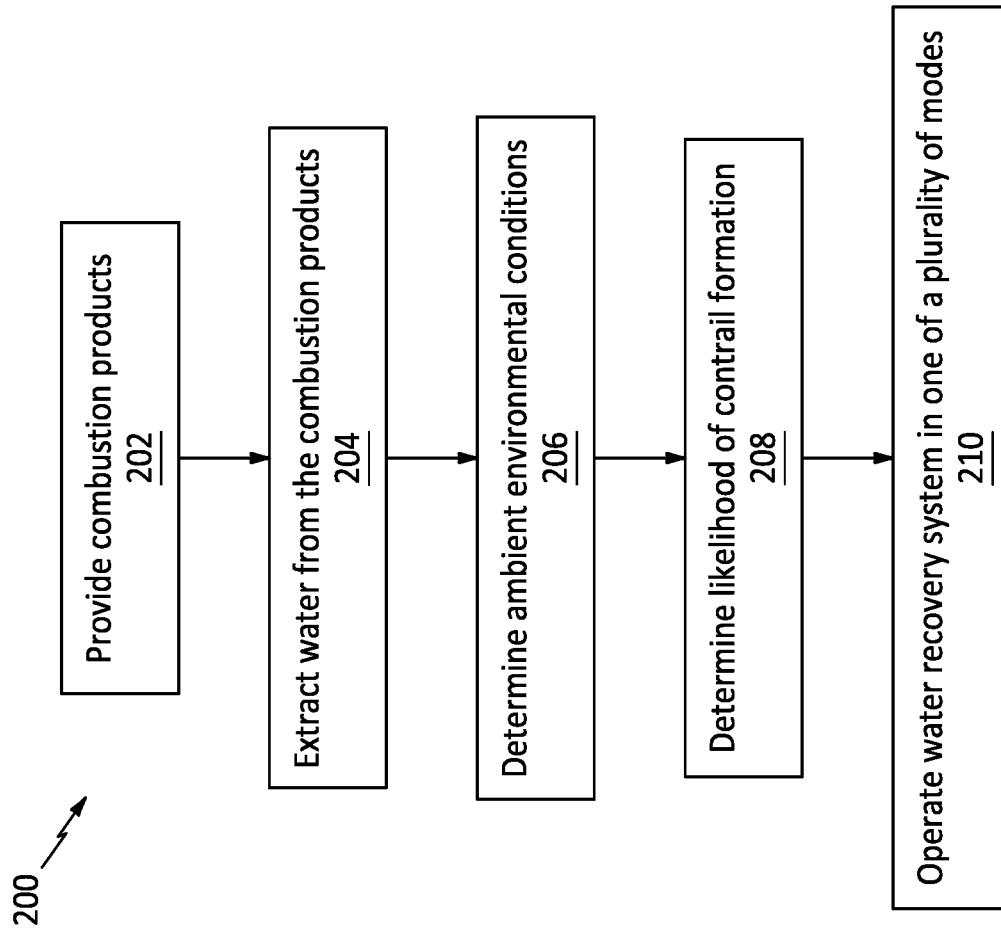 200
Provide combustion products
202
Extract water from the combustion products
204
Determine ambient environmental conditions
206
Determine likelihood of contrail formation
208
Operate water recovery system in one of a plurality of modes
210